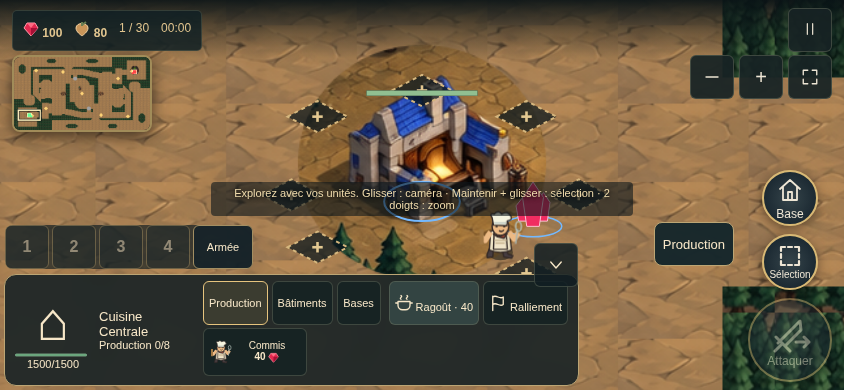 100 80 1 / 30 00:00
Explorez avec vos unités. Glisser : caméra · Maintenir + glisser : sélection · 2
doigts : zoom
Base
Production
Sélection
Attaquer
1 2 3 4 Armée
Cuisine
Centrale
Production 0/8
1500/1500
Production Bâtiments Bases Ragoût · 40 Ralliement
Commis
40